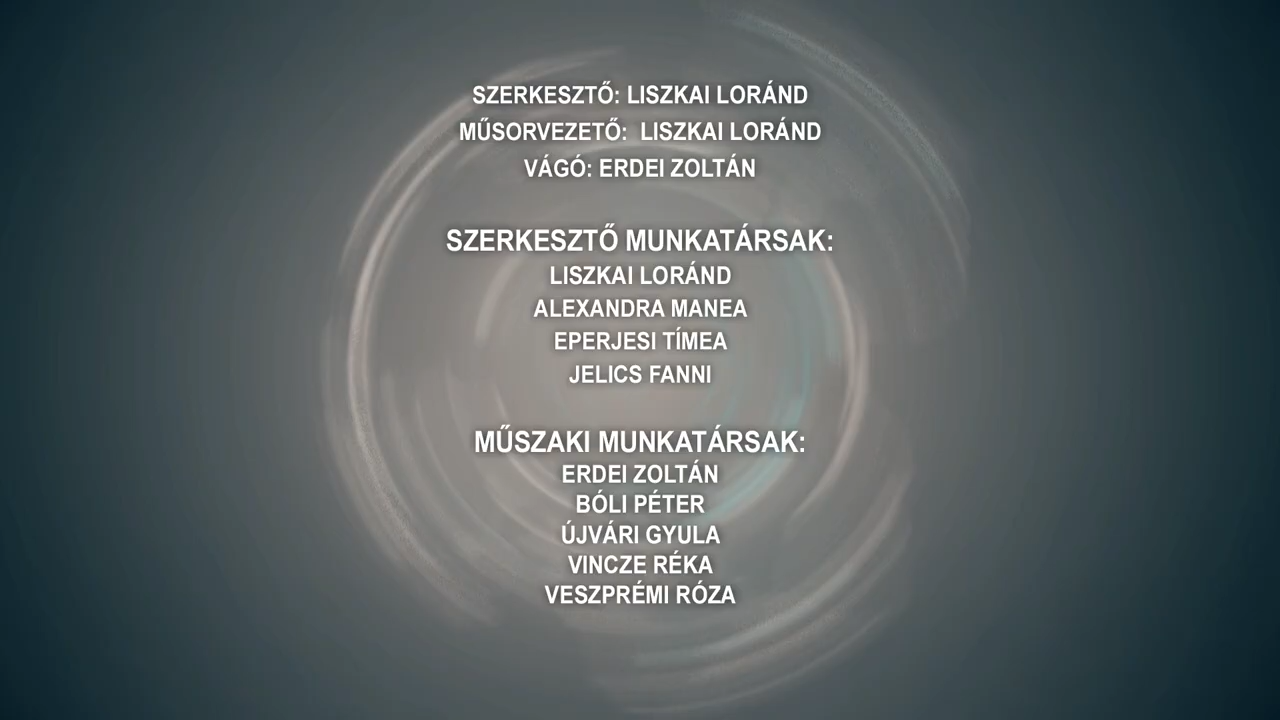 SZERKESZTŐ: LISZKAI LORÁND
MŰSORVEZETŐ: LISZKAI LORÁND
VÁGÓ: ERDEI ZOLTÁN
SZERKESZTŐ MUNKATÁRSAK:
LISZKAI LORÁND
ALEXANDRA MANEA
EPERJESI TÍMEA
JELICS FANNI
MŰSZAKI MUNKATÁRSAK:
ERDEI ZOLTÁN
BÓLI PÉTER
ÚJVÁRI GYULA
VINCZE RÉKA
VESZPRÉMI RÓZA